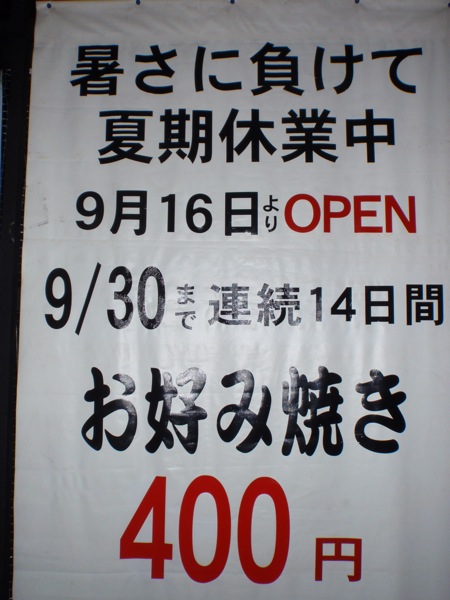 暑さに負けて
夏期休業中
9月16日よりOPEN
9/30まで連続14日間
お好み焼き
400円